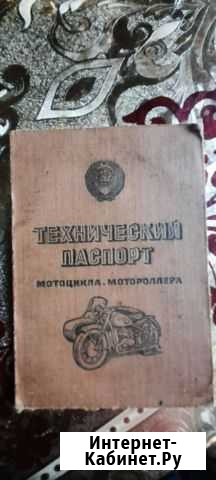 ТЕХНИЧЕСКИЙ
ПАСПОРТ
МОТОЦИКЛА, МОТОРОЛЛЕРА
Интернет-
Кабинет.Ру